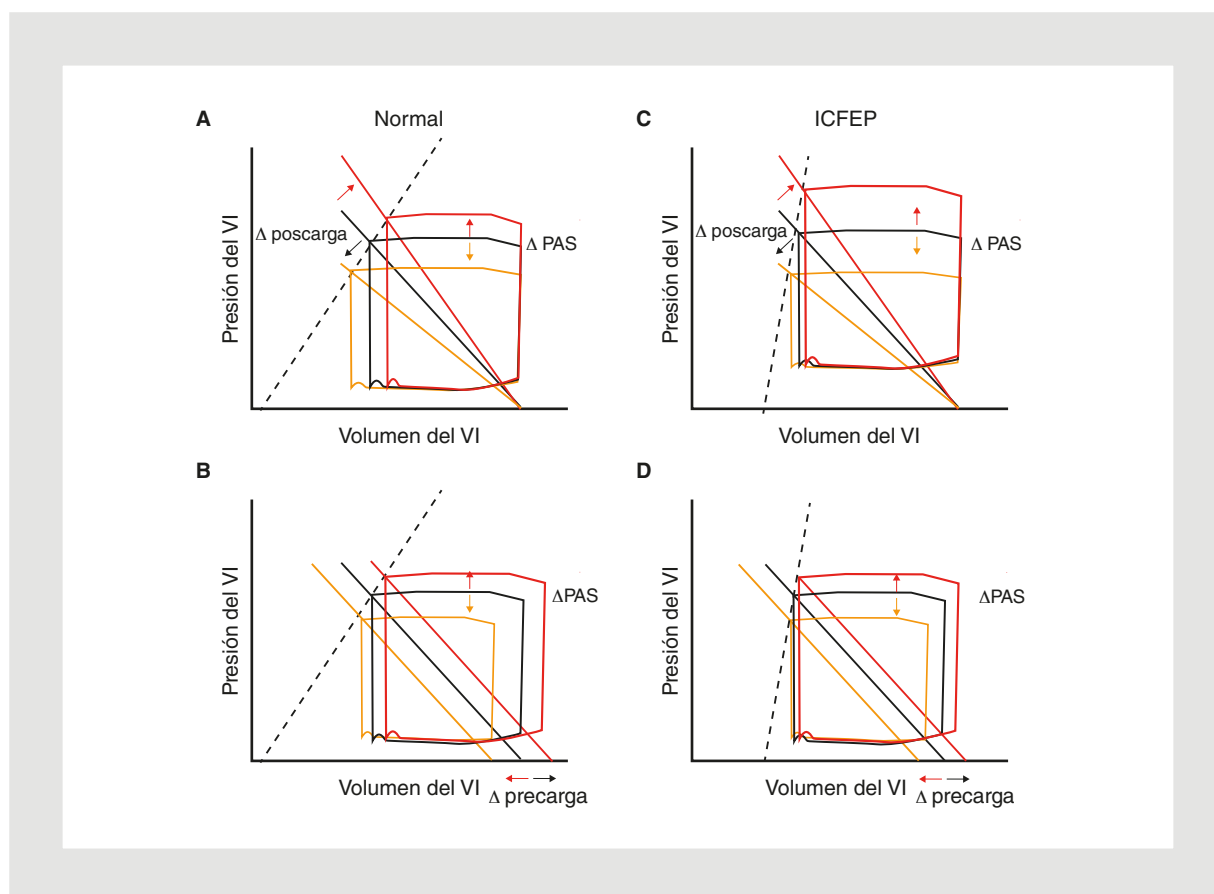 A
Normal
Presión del VI
Δ poscarga
Δ PAS
Volumen del VI
C
ICFEP
Presión del VI
Δ poscarga
Δ PAS
Volumen del VI
B
Presión del VI
ΔPAS
Volumen del VI
Δ precarga
D
Presión del VI
ΔPAS
Volumen del VI
Δ precarga